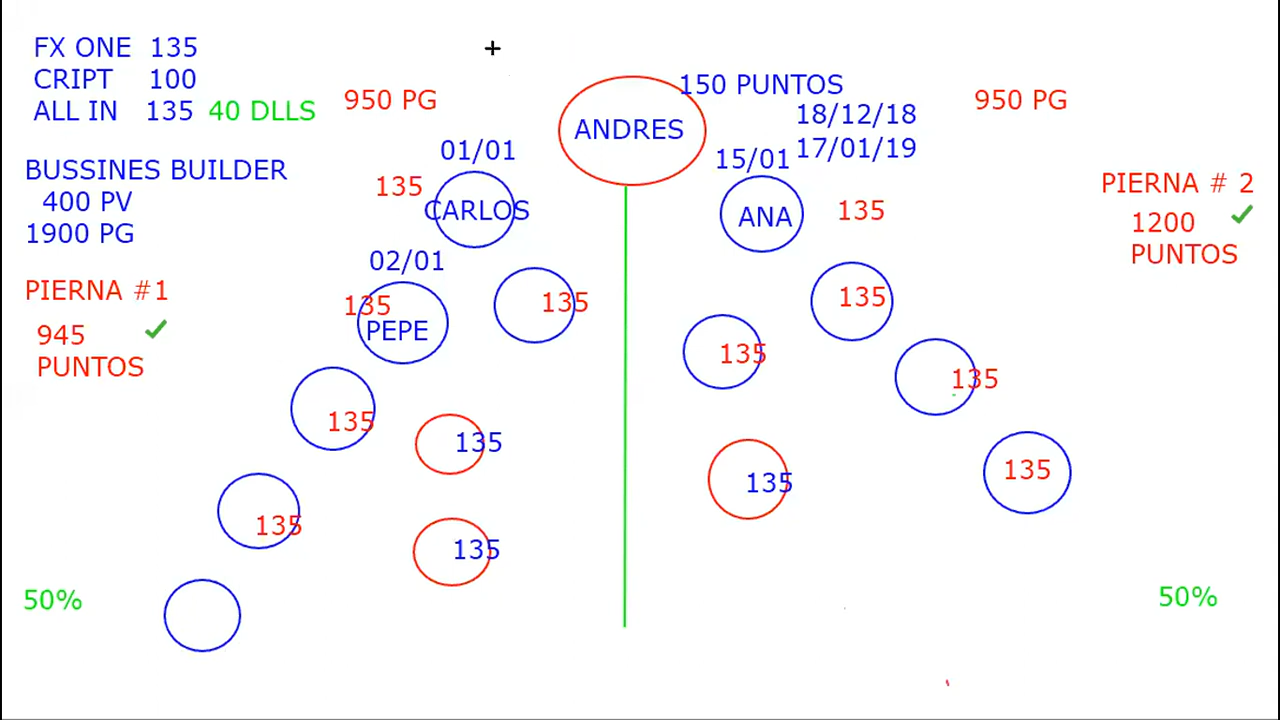 FX ONE 135
CRIPT 100
ALL IN 135 40 DLLS
950 PG
ANDRES
150 PUNTOS
18/12/18
17/01/19
950 PG
BUSSINES BUILDER
400 PV
1900 PG
01/01
135
CARLOS
15/01
ANA
135
PIERNA # 2
1200
PUNTOS
02/01
135
PEPE
135
135
135
135
PIERNA #1
945
PUNTOS
135
135
135
135
135
135
50%
50%